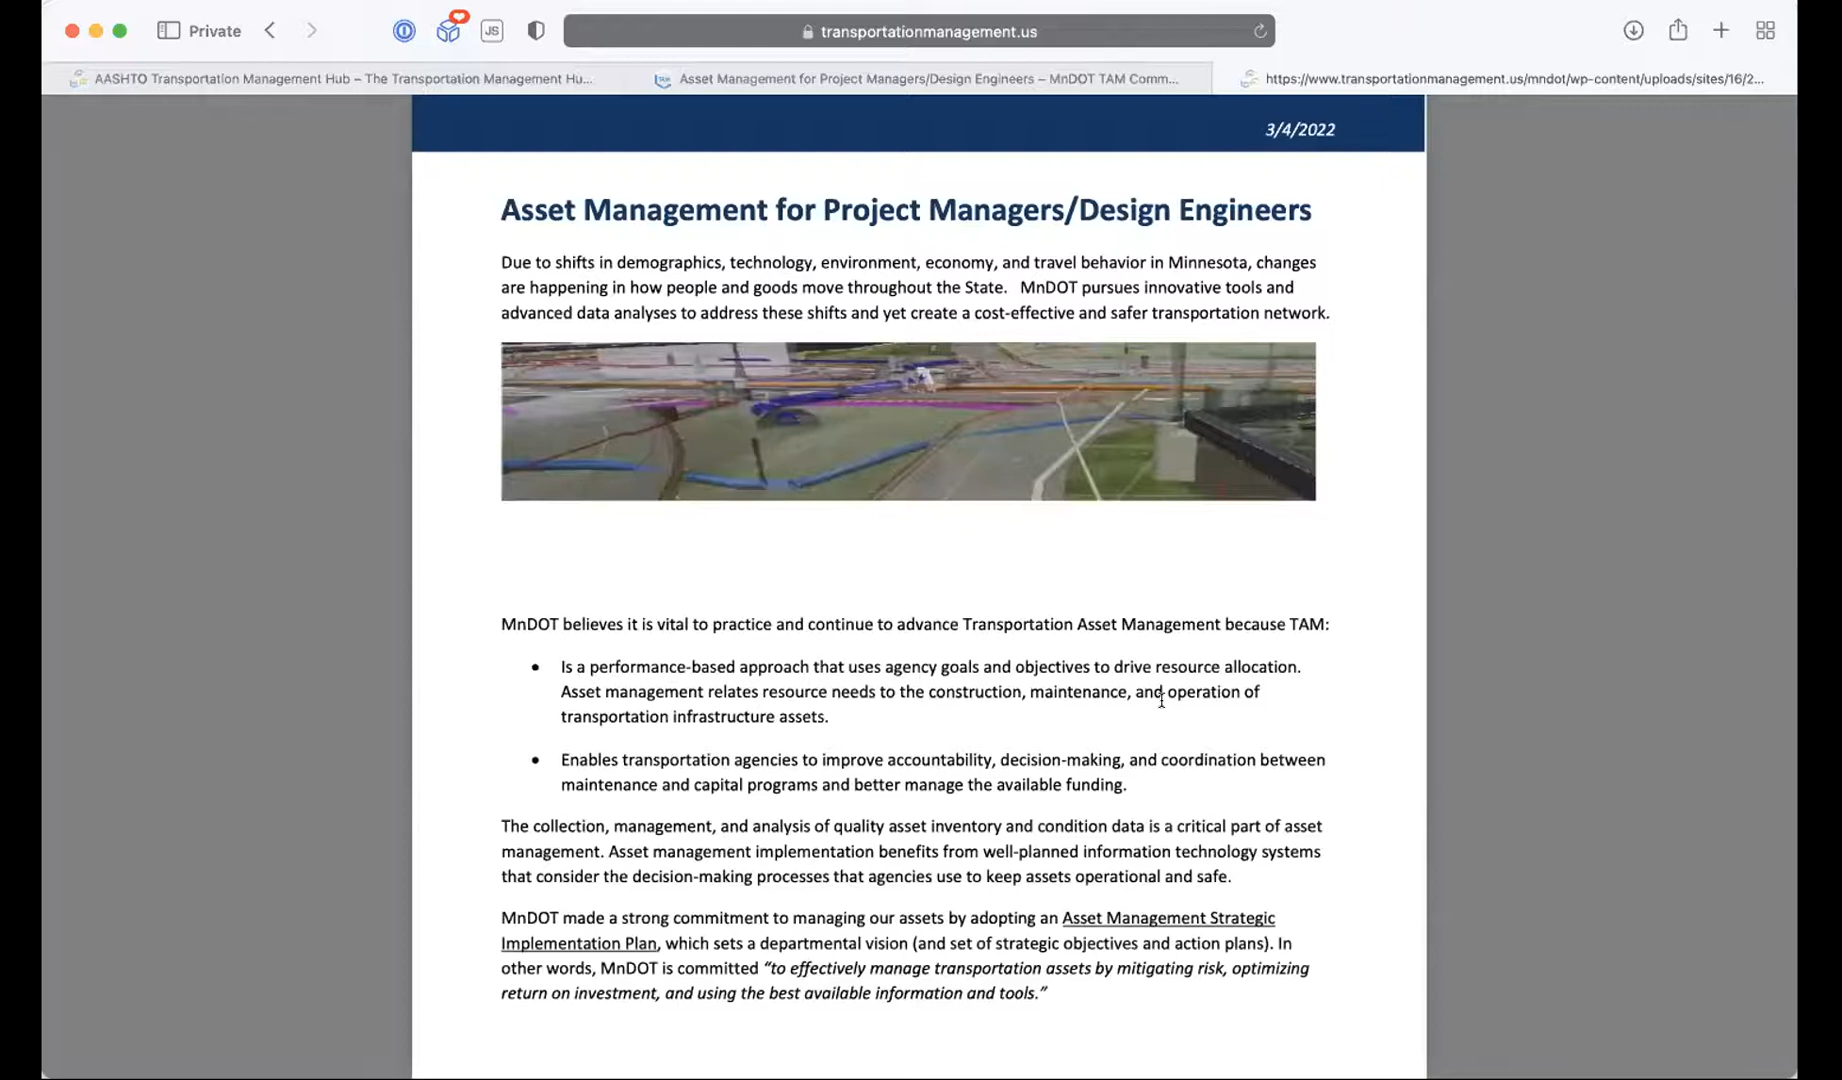 Private
JS
transportationmanagement.us
AASHTO Transportation Management Hub – The Transportation Management Hu...
Asset Management for Project Managers/Design Engineers – MnDOT TAM Comm...
https://www.transportationmanagement.us/mndot/wp-content/uploads/sites/16/2...
3/4/2022
Asset Management for Project Managers/Design Engineers
Due to shifts in demographics, technology, environment, economy, and travel behavior in Minnesota, changes
are happening in how people and goods move throughout the State. MnDOT pursues innovative tools and
advanced data analyses to address these shifts and yet create a cost-effective and safer transportation network.
MnDOT believes it is vital to practice and continue to advance Transportation Asset Management because TAM:
• Is a performance-based approach that uses agency goals and objectives to drive resource allocation.
Asset management relates resource needs to the construction, maintenance, and operation of
transportation infrastructure assets.
• Enables transportation agencies to improve accountability, decision-making, and coordination between
maintenance and capital programs and better manage the available funding.
The collection, management, and analysis of quality asset inventory and condition data is a critical part of asset
management. Asset management implementation benefits from well-planned information technology systems
that consider the decision-making processes that agencies use to keep assets operational and safe.
MnDOT made a strong commitment to managing our assets by adopting an Asset Management Strategic
Implementation Plan, which sets a departmental vision (and set of strategic objectives and action plans). In
other words, MnDOT is committed “to effectively manage transportation assets by mitigating risk, optimizing
return on investment, and using the best available information and tools.”